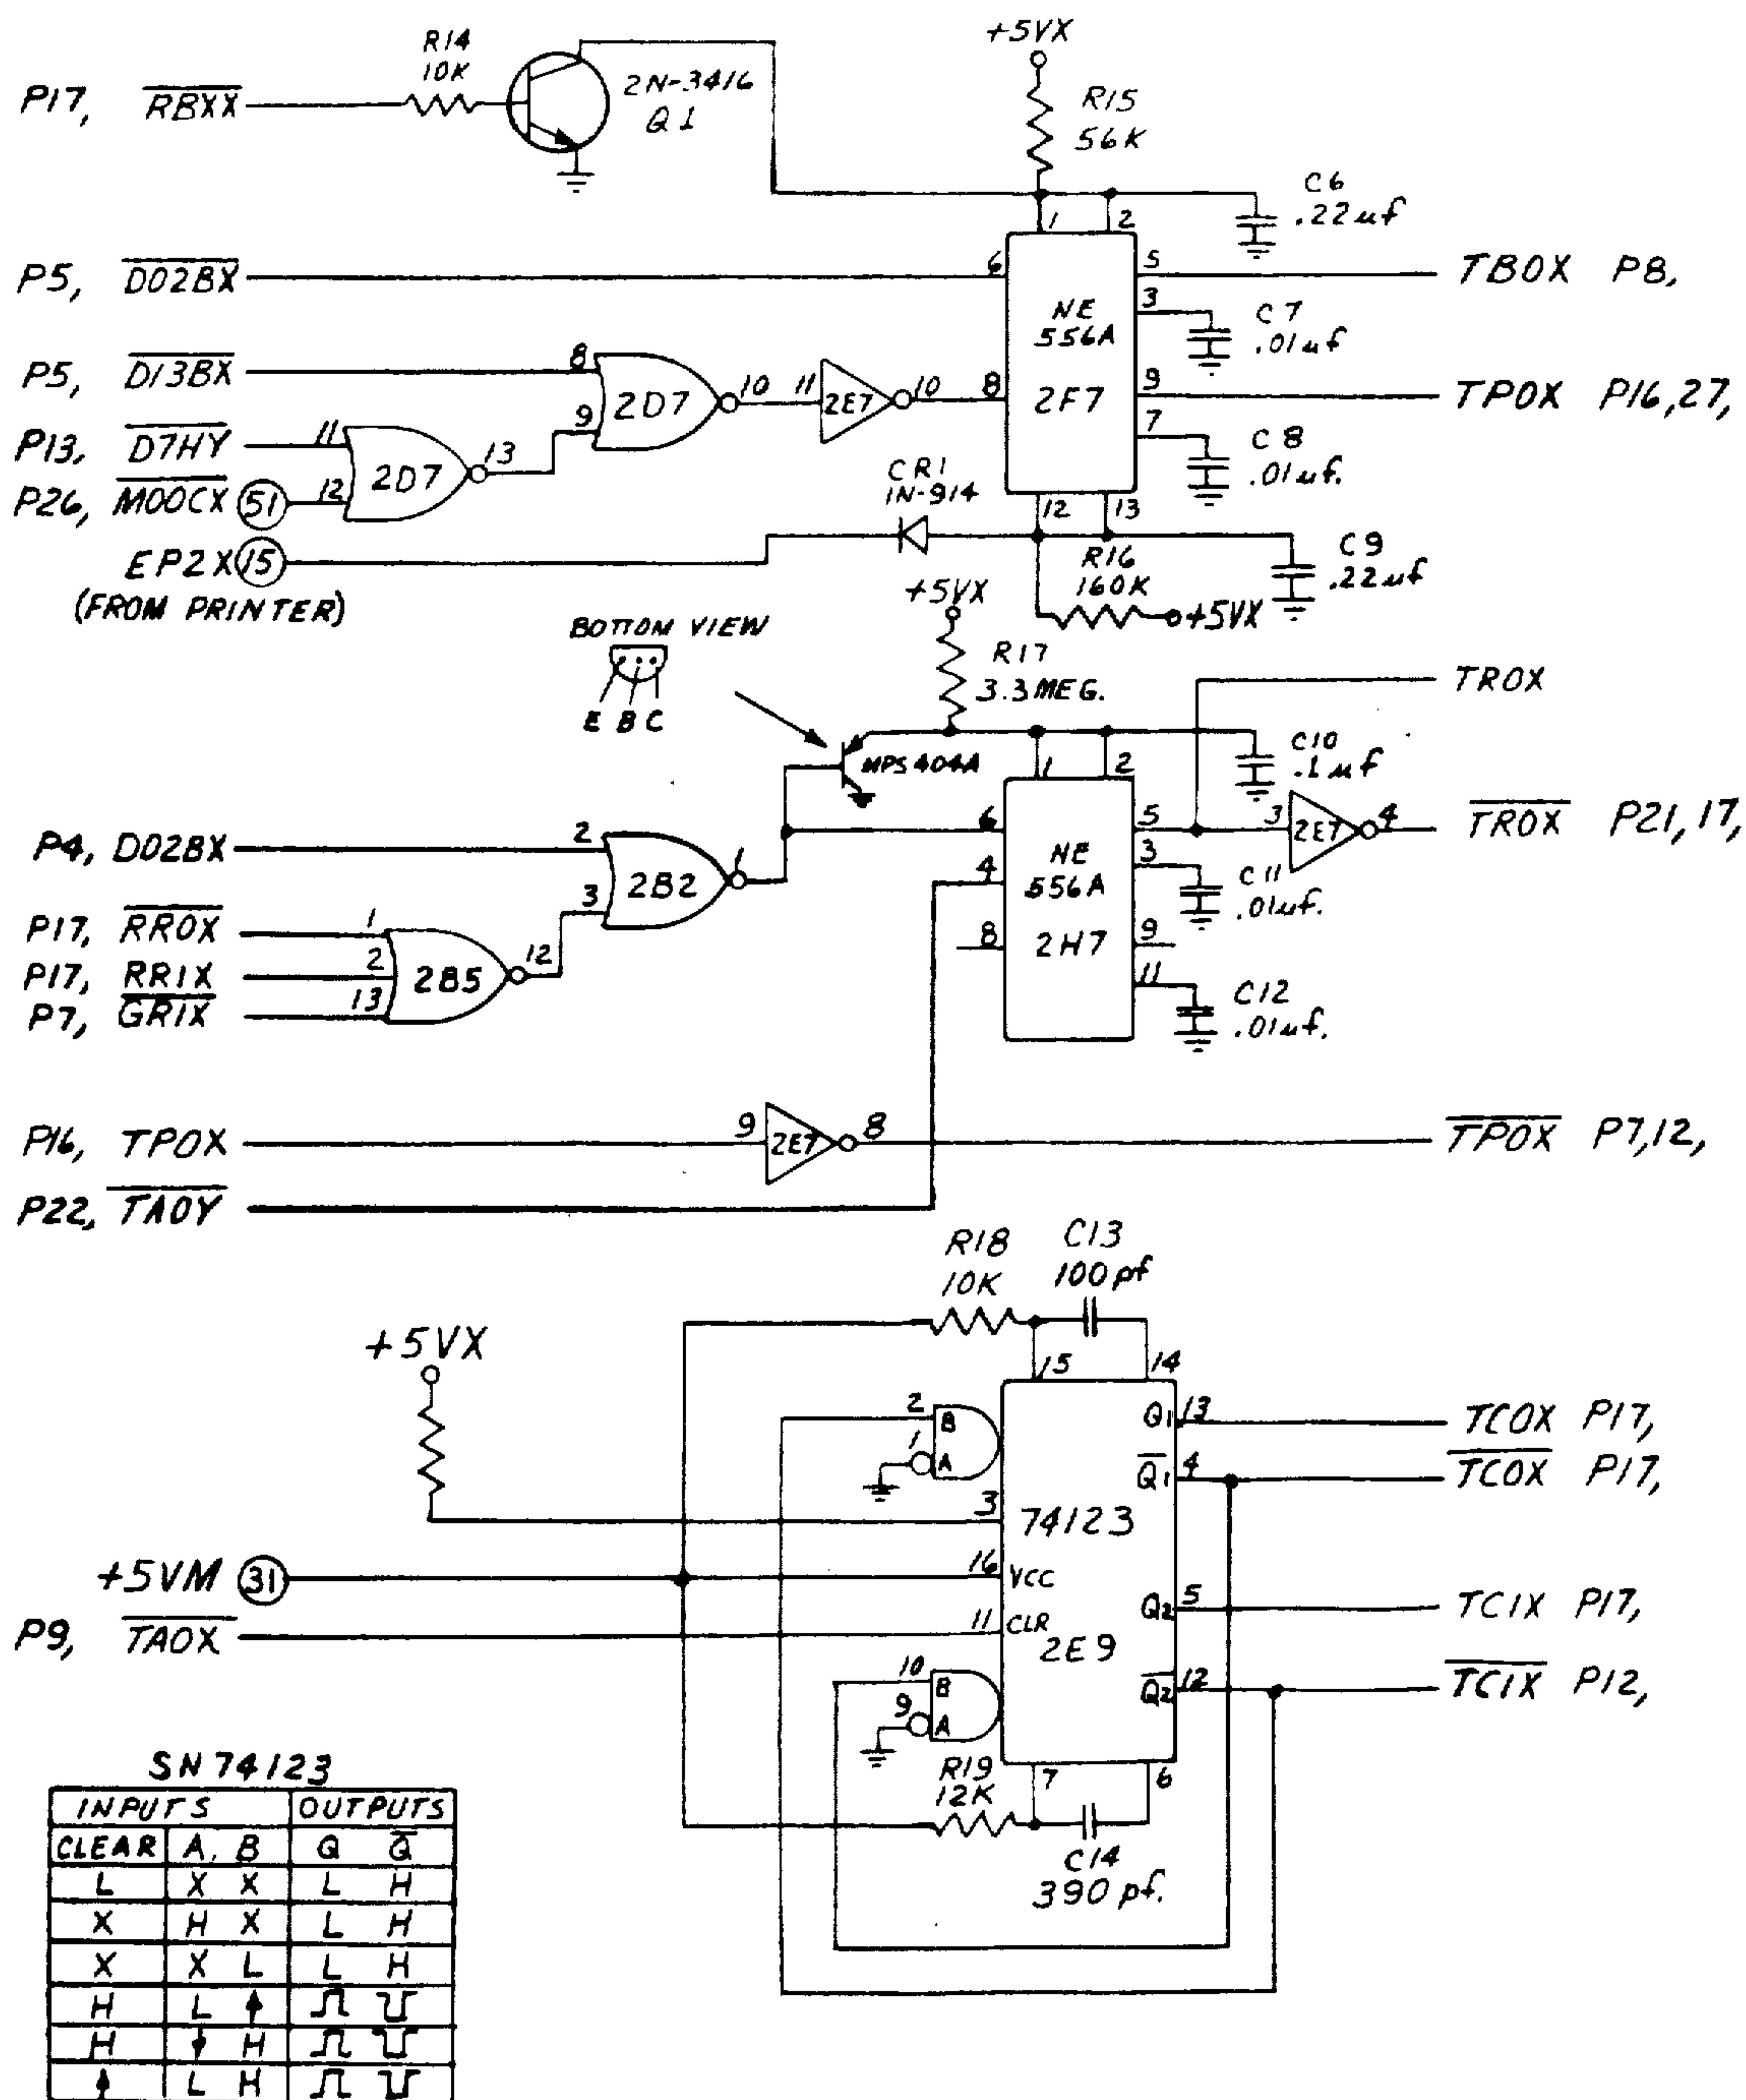 R14
10K
2N-3416
Q1
+5VX
R15
56K
P17, RBXX
C6
.22uf
1 2
P5, D02BX
6 5
TBOX P8,
NE
556A
2F7
3
C7
.01uf
P5, D13BX
8
9
2D7
10
11
2E7
10
8
9
TPOX P16,27,
P13, D7HY
11
P26, M00CX 51
12
2D7
13
7
C8
.01uf.
CR1
1N-914
12 13
EP2X 15
(FROM PRINTER)
R16
160K
+5VX
C9
.22uf
+5VX
BOTTOM VIEW
E B C
R17
3.3MEG.
TROX
MPS404A
1 2
C10
.1uf
P4, D02BX
2
3
2B2
1
6
4
8
NE
556A
2H7
5
3
9
11
3
2E7
4
TROX P21,17,
C11
.01uf.
C12
.01uf.
P17, RROX
P17, RR1X
P7, GR1X
1
2
13
2B5
12
P16, TPOX
9
2E7
8
TPOX P7,12,
P22, TAOY
R18
10K
C13
100pf
+5VX
15 14
2
B
1
A
Q1 13
TCOX P17,
Q1 4
TCOX P17,
3
74123
+5VM 31
16 VCC
Q2 5
TC1X P17,
P9, TAOX
11 CLR
2E9
10
B
9
A
Q2 12
TC1X P12,
R19
12K
7 6
C14
390pf.
SN74123
INPUTS OUTPUTS
CLEAR A, B Q Q
L X X L H
X H X L H
X X L L H
H L ↑ ⎍ ⊔
H ↓ H ⎍ ⊔
↑ L H ⎍ ⊔